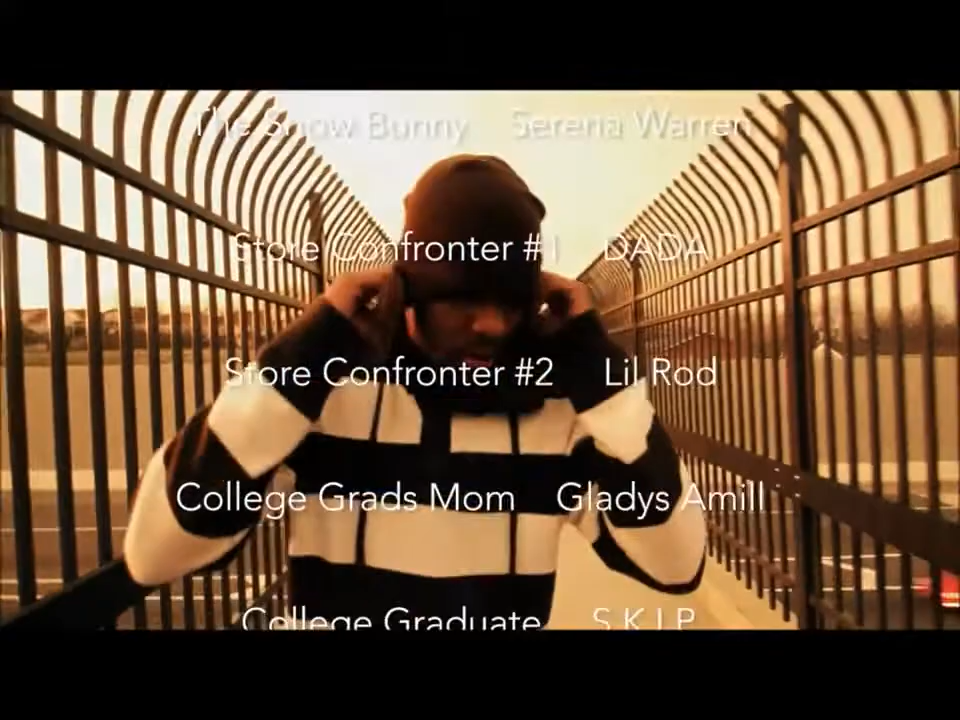 The Snow Bunny Serena Warren
Store Confronter #1 DADA
Store Confronter #2 Lil Rod
College Grads Mom Gladys Amill
College Graduate S.K.I.P.